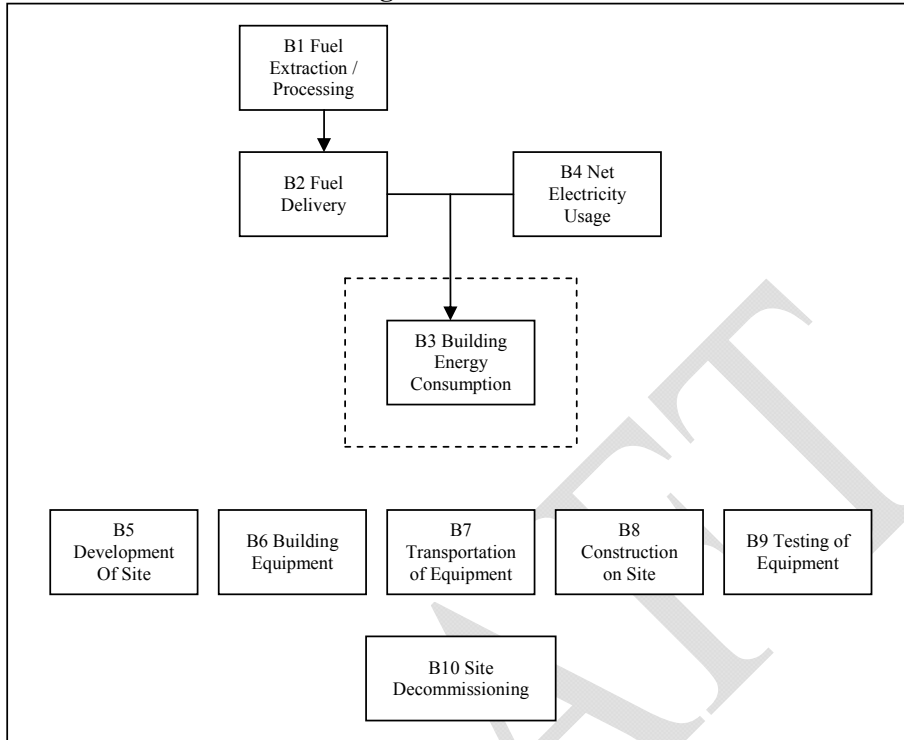 B1 Fuel
Extraction /
Processing
B2 Fuel
Delivery
B4 Net
Electricity
Usage
B3 Building
Energy
Consumption
B5
Development
Of Site
B6 Building
Equipment
B7
Transportation
of Equipment
B8
Construction
on Site
B9 Testing of
Equipment
B10 Site
Decommissioning